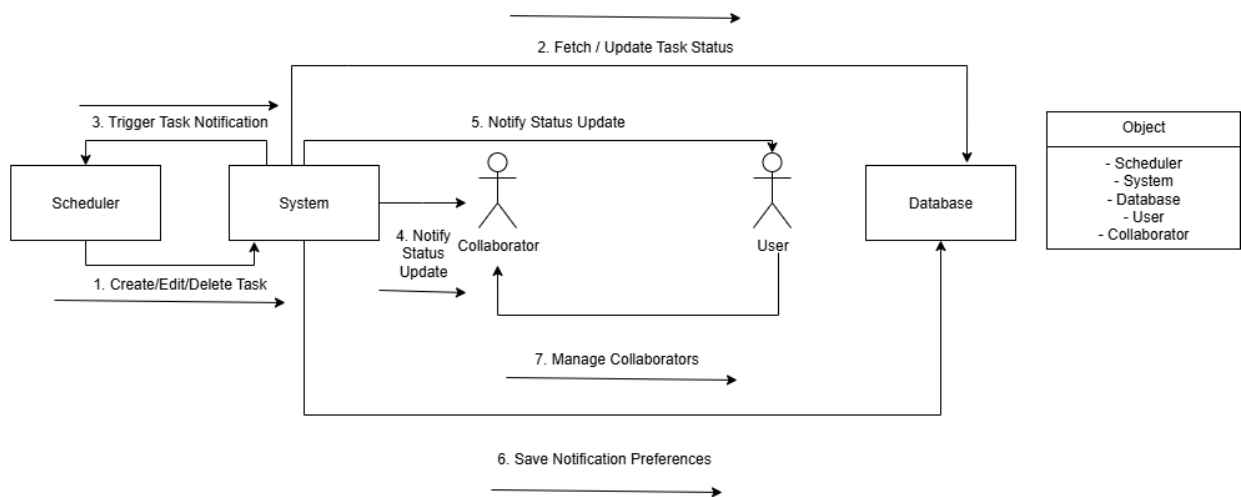 2. Fetch / Update Task Status
3. Trigger Task Notification
5. Notify Status Update
Object
Scheduler
System
Database
- Scheduler
- System
- Database
- User
- Collaborator
4. Notify
Status
Update
Collaborator
User
1. Create/Edit/Delete Task
7. Manage Collaborators
6. Save Notification Preferences